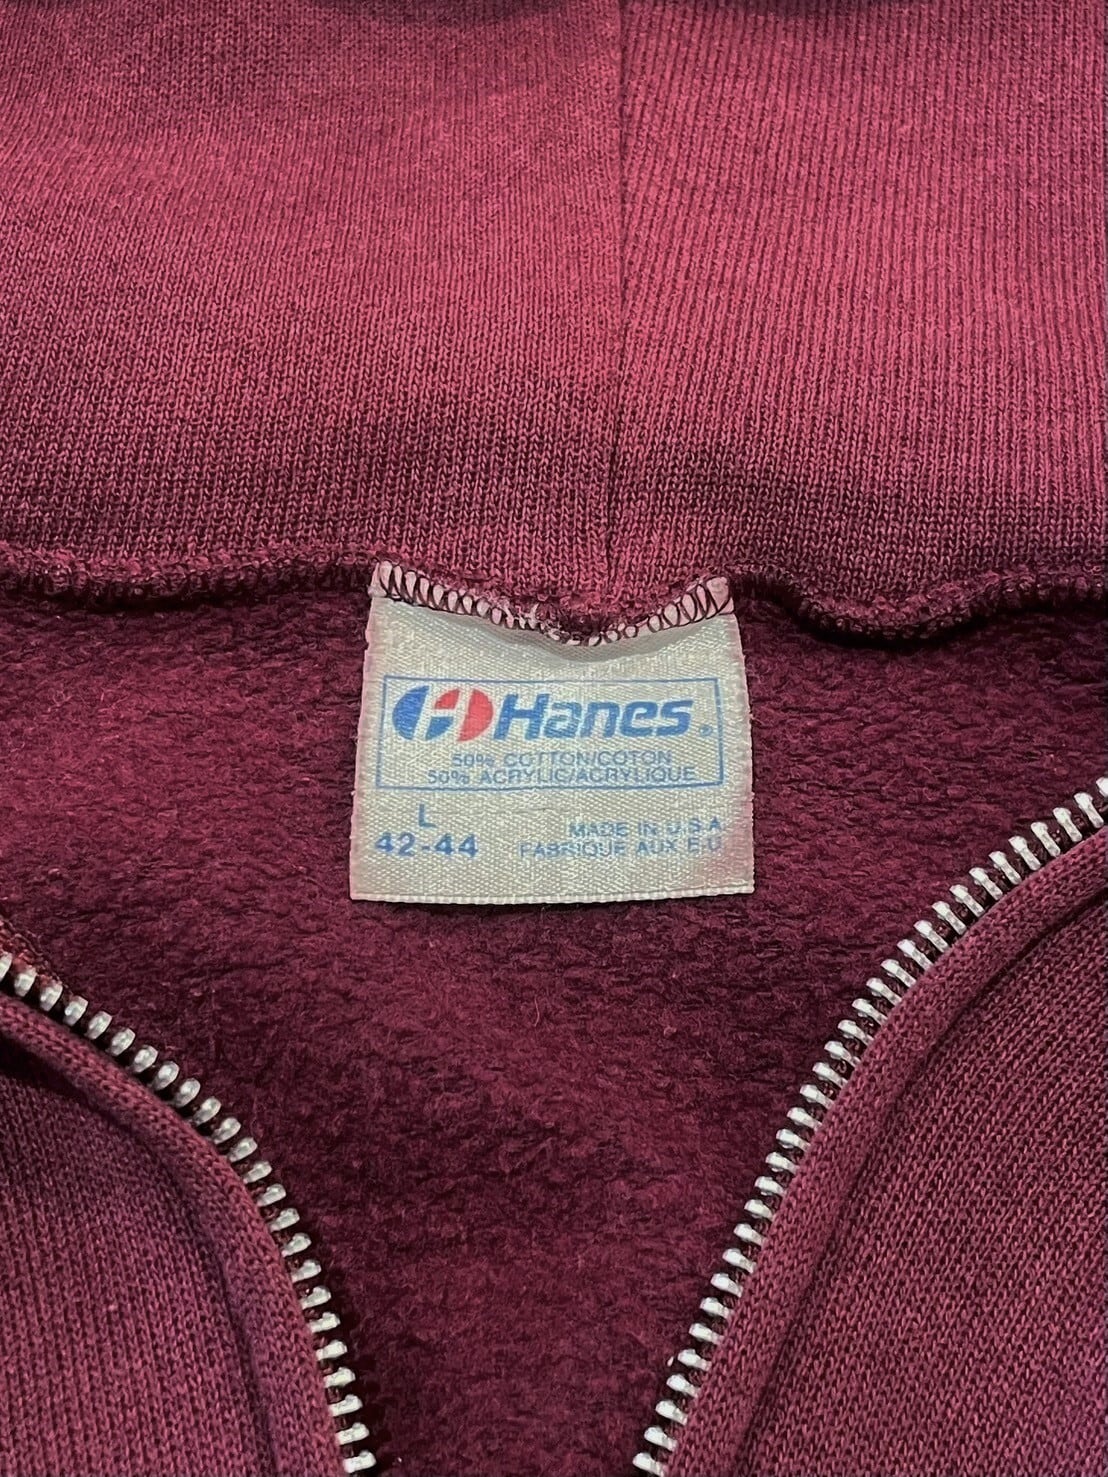 Hanes®
50% COTTON/COTON
50% ACRYLIC/ACRYLIQUE
L
42-44
MADE IN U.S.A
FABRIQUE AUX E.U